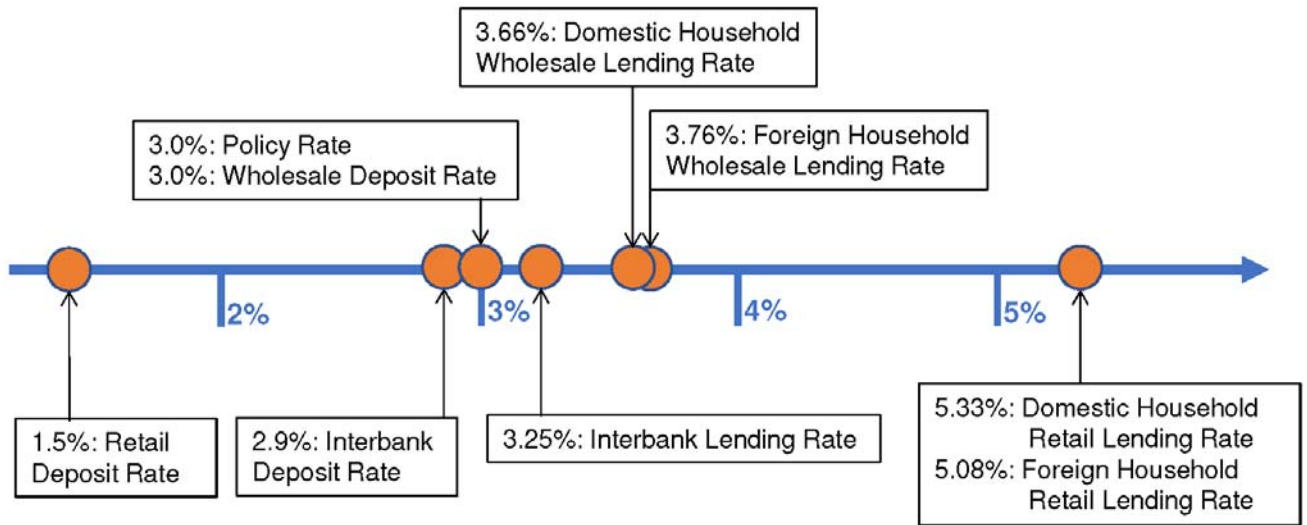 3.66%: Domestic Household
Wholesale Lending Rate
3.0%: Policy Rate
3.0%: Wholesale Deposit Rate
3.76%: Foreign Household
Wholesale Lending Rate
2%
3%
4%
5%
1.5%: Retail
Deposit Rate
2.9%: Interbank
Deposit Rate
3.25%: Interbank Lending Rate
5.33%: Domestic Household
Retail Lending Rate
5.08%: Foreign Household
Retail Lending Rate